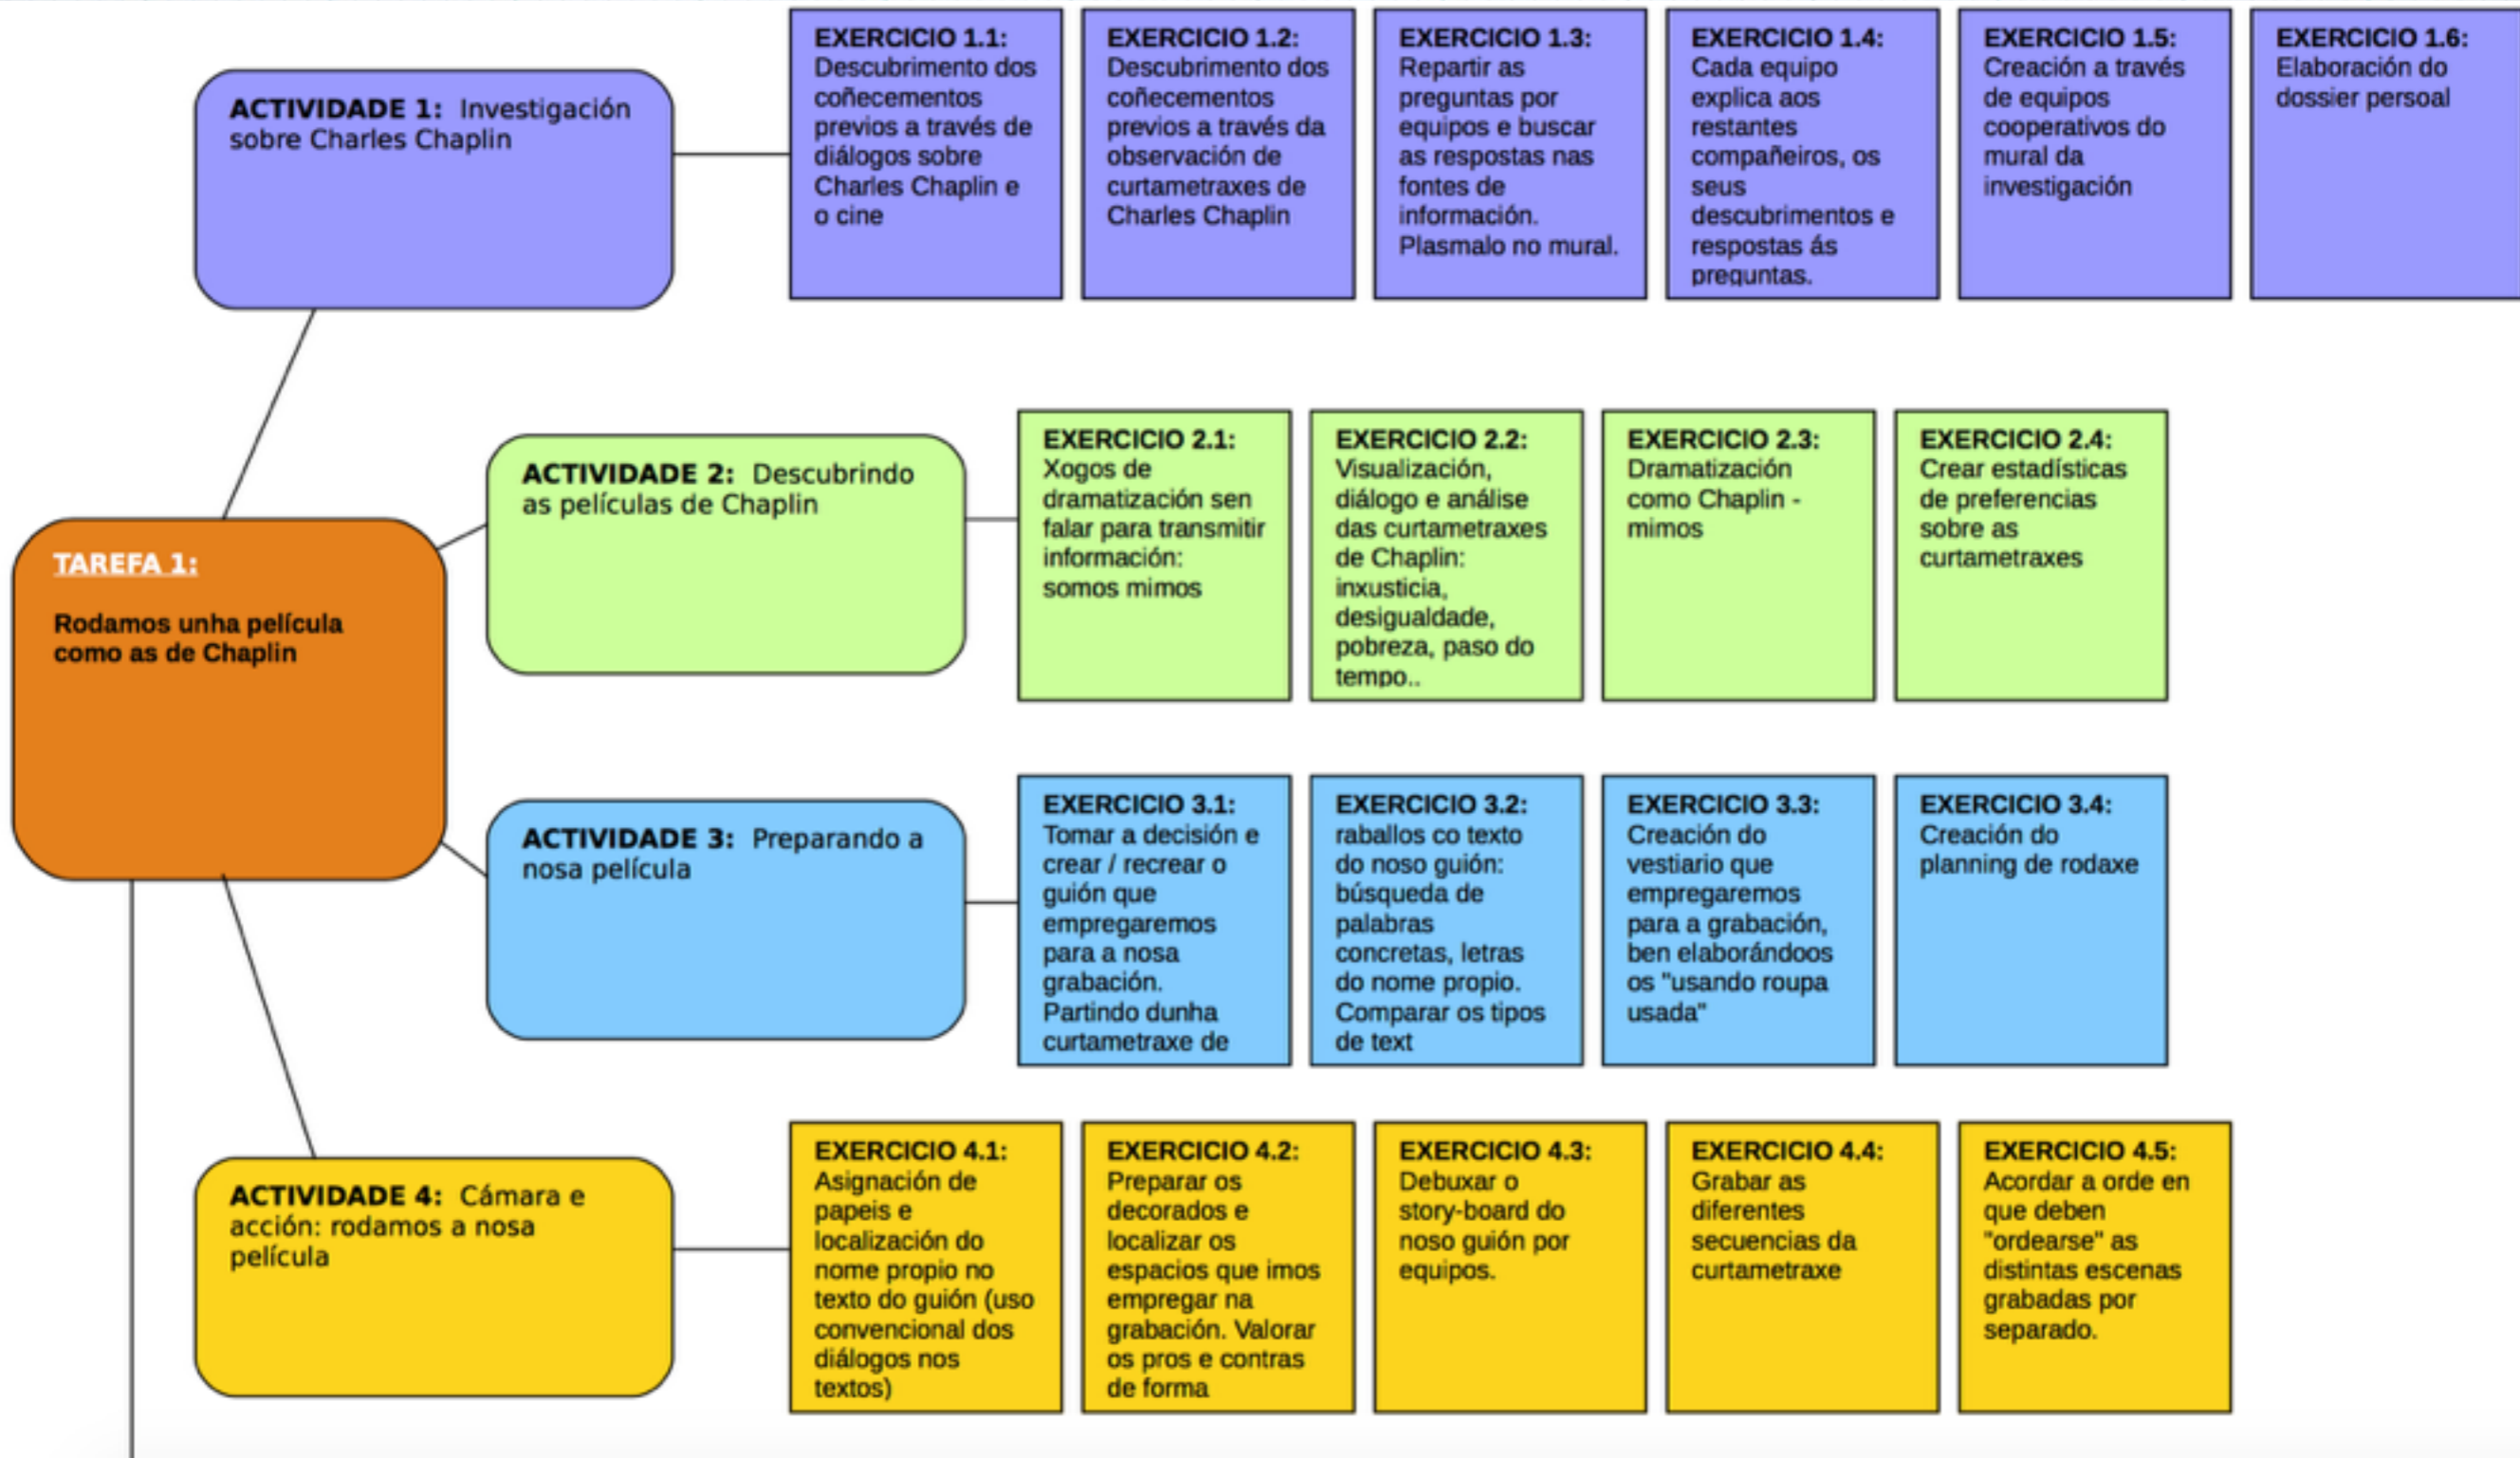 ACTIVIDADE 1: Investigación
sobre Charles Chaplin
EXERCICIO 1.1:
Descubrimento dos
coñecementos
previos a través de
diálogos sobre
Charles Chaplin e
o cine
EXERCICIO 1.2:
Descubrimento dos
coñecementos
previos a través da
observación de
curtametraxes de
Charles Chaplin
EXERCICIO 1.3:
Repartir as
preguntas por
equipos e buscar
as respostas nas
fontes de
información.
Plasmalo no mural.
EXERCICIO 1.4:
Cada equipo
explica aos
restantes
compañeiros, os
seus
descubrimentos e
respostas ás
preguntas.
EXERCICIO 1.5:
Creación a través
de equipos
cooperativos do
mural da
investigación
EXERCICIO 1.6:
Elaboración do
dossier persoal
TAREFA 1:
Rodamos unha película
como as de Chaplin
ACTIVIDADE 2: Descubrindo
as películas de Chaplin
EXERCICIO 2.1:
Xogos de
dramatización sen
falar para transmitir
información:
somos mimos
EXERCICIO 2.2:
Visualización,
diálogo e análise
das curtametraxes
de Chaplin:
inxusticia,
desigualdade,
pobreza, paso do
tempo..
EXERCICIO 2.3:
Dramatización
como Chaplin -
mimos
EXERCICIO 2.4:
Crear estadísticas
de preferencias
sobre as
curtametraxes
ACTIVIDADE 3: Preparando a
nosa película
EXERCICIO 3.1:
Tomar a decisión e
crear / recrear o
guión que
empregaremos
para a nosa
grabación.
Partindo dunha
curtametraxe de
EXERCICIO 3.2:
raballos co texto
do noso guión:
búsqueda de
palabras
concretas, letras
do nome propio.
Comparar os tipos
de text
EXERCICIO 3.3:
Creación do
vestiario que
empregaremos
para a grabación,
ben elaborándoos
os "usando roupa
usada"
EXERCICIO 3.4:
Creación do
planning de rodaxe
ACTIVIDADE 4: Cámara e
acción: rodamos a nosa
película
EXERCICIO 4.1:
Asignación de
papeis e
localización do
nome propio no
texto do guión (uso
convencional dos
diálogos nos
textos)
EXERCICIO 4.2:
Preparar os
decorados e
localizar os
espacios que imos
empregar na
grabación. Valorar
os pros e contras
de forma
EXERCICIO 4.3:
Debuxar o
story-board do
noso guión por
equipos.
EXERCICIO 4.4:
Grabar as
diferentes
secuencias da
curtametraxe
EXERCICIO 4.5:
Acordar a orde en
que deben
"ordearse" as
distintas escenas
grabadas por
separado.